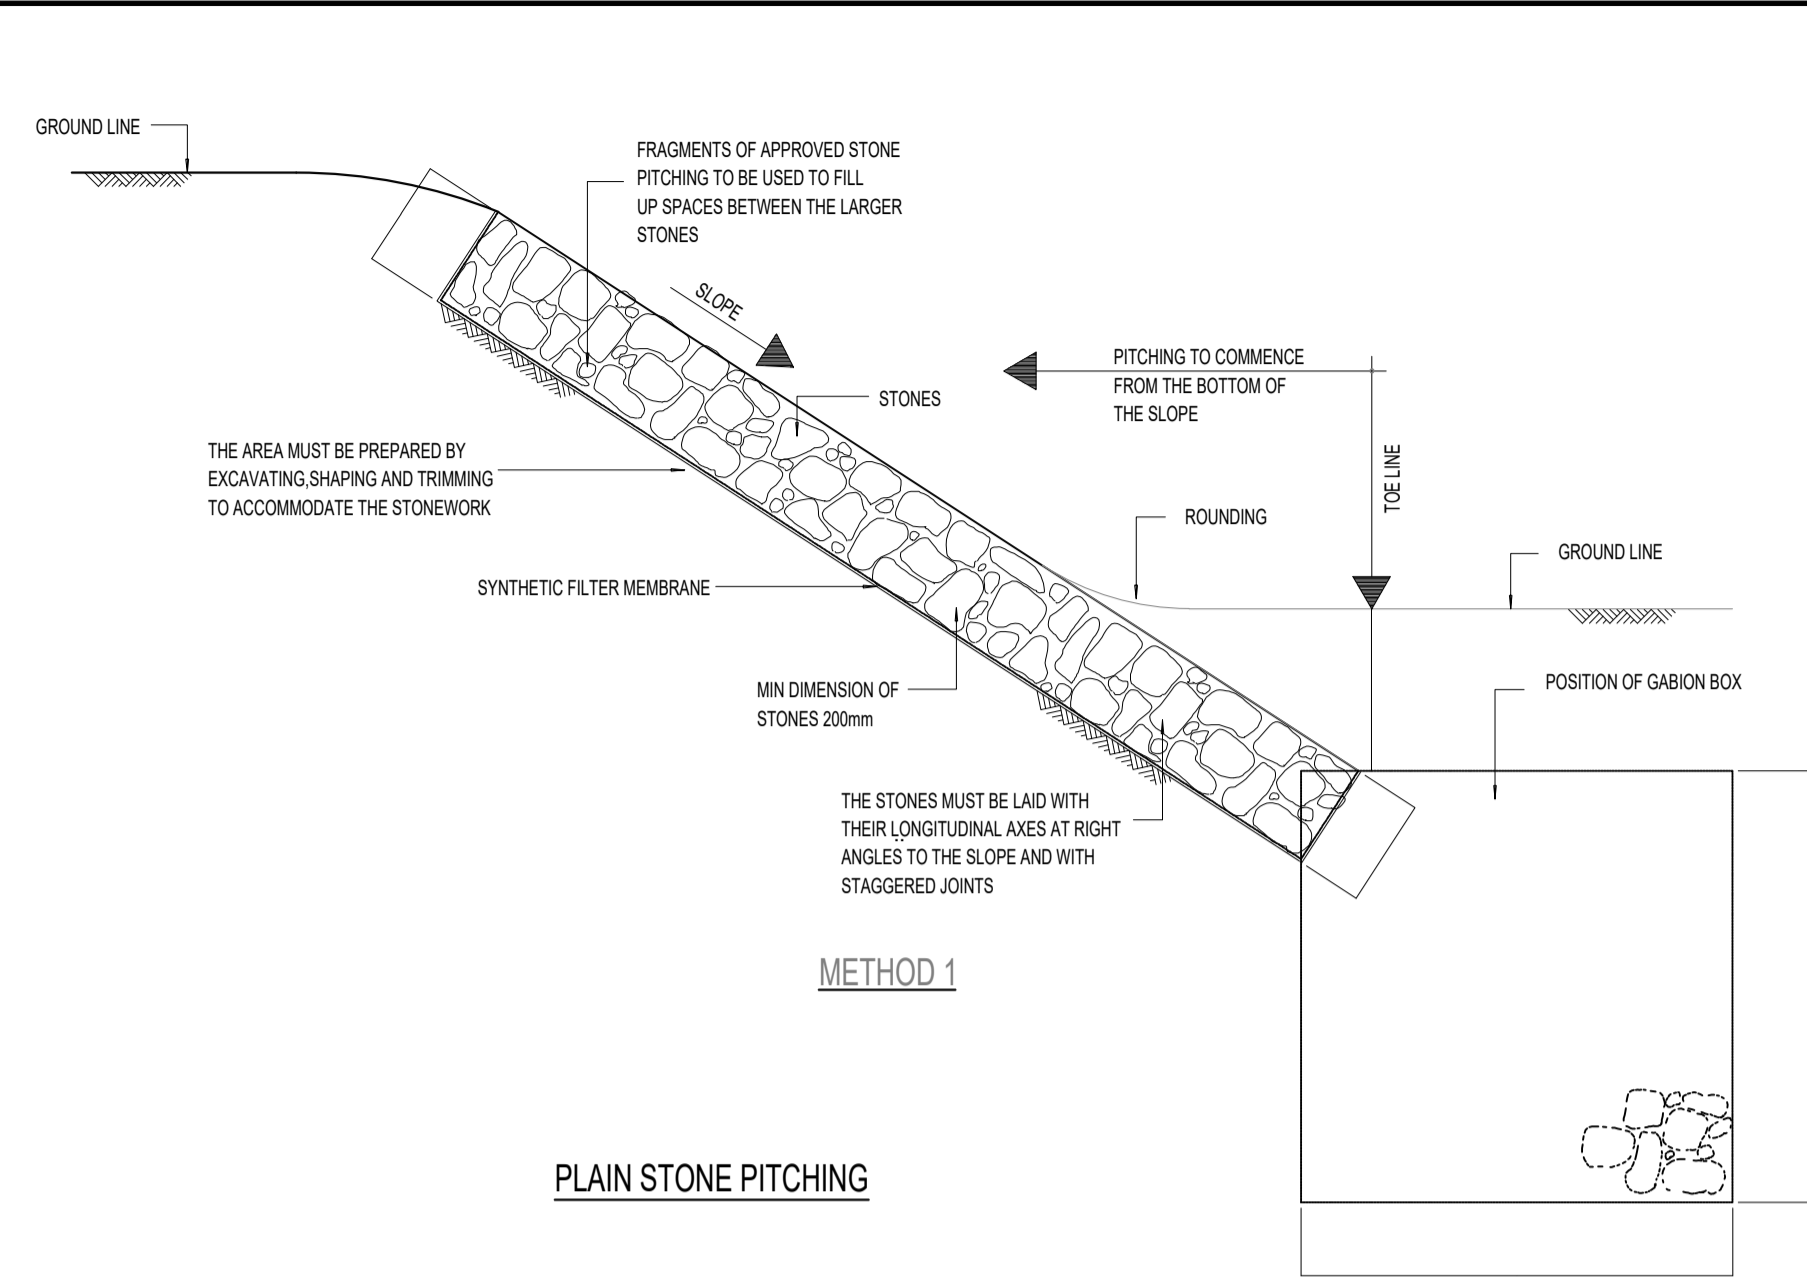 GROUND LINE
FRAGMENTS OF APPROVED STONE
PITCHING TO BE USED TO FILL
UP SPACES BETWEEN THE LARGER
STONES
SLOPE
PITCHING TO COMMENCE
FROM THE BOTTOM OF
THE SLOPE
STONES
TOE LINE
THE AREA MUST BE PREPARED BY
EXCAVATING,SHAPING AND TRIMMING
TO ACCOMMODATE THE STONEWORK
ROUNDING
GROUND LINE
SYNTHETIC FILTER MEMBRANE
MIN DIMENSION OF
STONES 200mm
POSITION OF GABION BOX
THE STONES MUST BE LAID WITH
THEIR LONGITUDINAL AXES AT RIGHT
ANGLES TO THE SLOPE AND WITH
STAGGERED JOINTS
METHOD 1
PLAIN STONE PITCHING